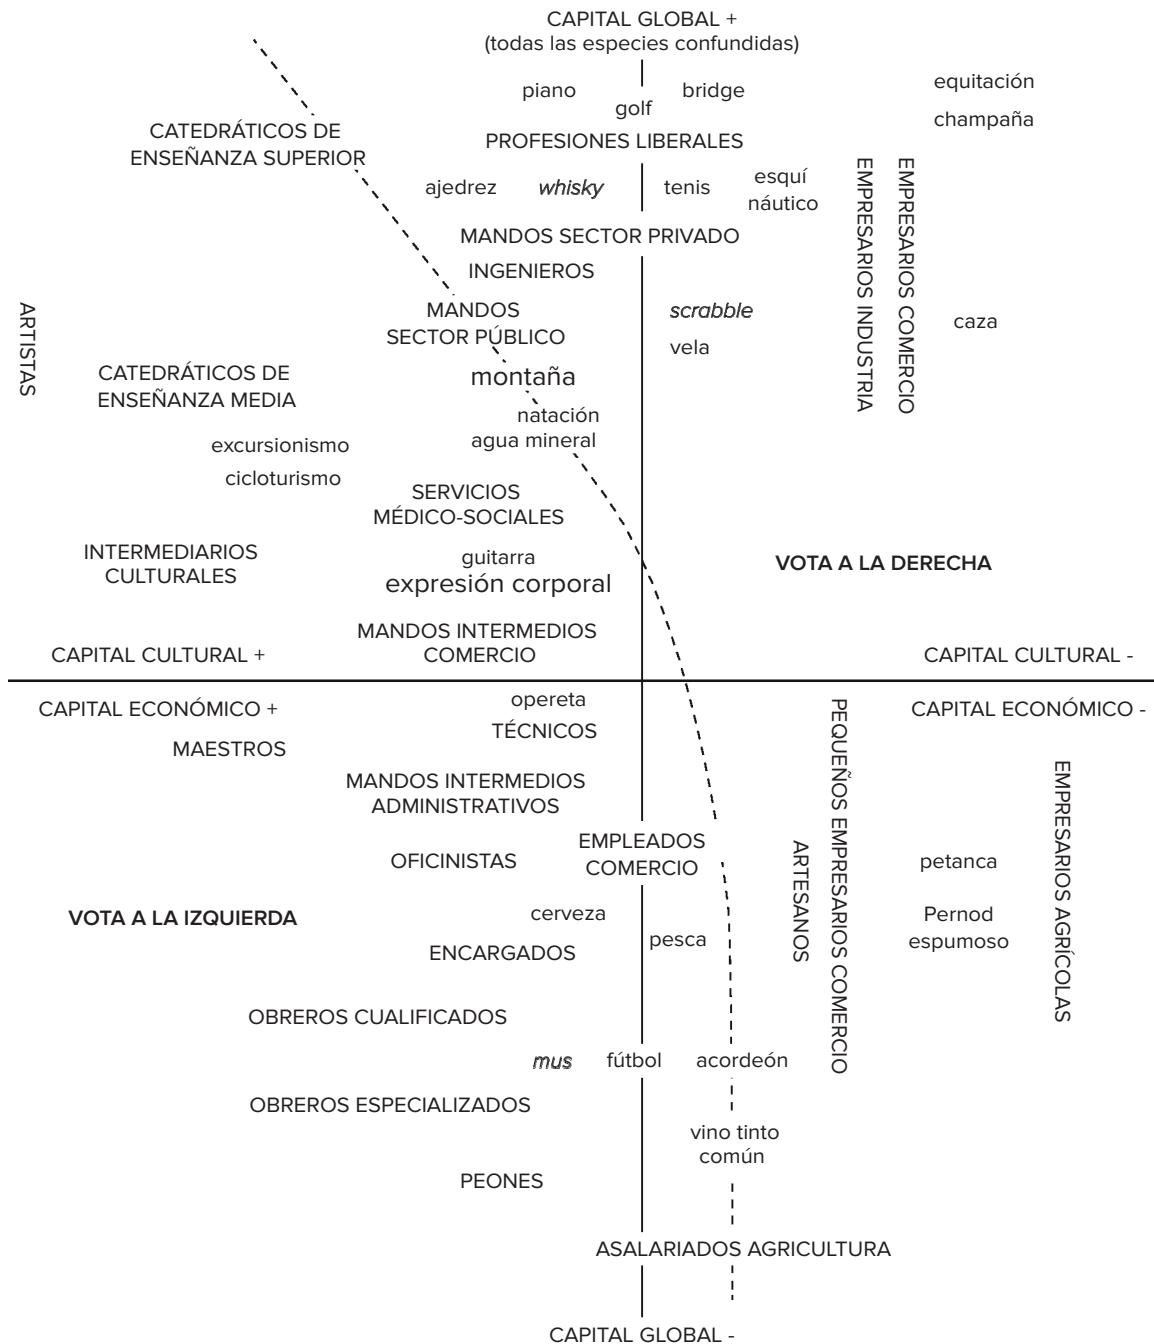 CAPITAL GLOBAL +
(todas las especies confundidas)
piano
bridge
golf
equitación
champaña
CATEDRÁTICOS DE
ENSEÑANZA SUPERIOR
PROFESIONES LIBERALES
ajedrez
whisky
tenis
esquí
náutico
EMPRESARIOS INDUSTRIA
EMPRESARIOS COMERCIO
MANDOS SECTOR PRIVADO
INGENIEROS
ARTISTAS
MANDOS
SECTOR PÚBLICO
scrabble
vela
caza
CATEDRÁTICOS DE
ENSEÑANZA MEDIA
montaña
natación
agua mineral
excursionismo
cicloturismo
SERVICIOS
MÉDICO-SOCIALES
INTERMEDIARIOS
CULTURALES
guitarra
expresión corporal
VOTA A LA DERECHA
MANDOS INTERMEDIOS
COMERCIO
CAPITAL CULTURAL +
CAPITAL CULTURAL -
CAPITAL ECONÓMICO +
CAPITAL ECONÓMICO -
opereta
TÉCNICOS
MAESTROS
MANDOS INTERMEDIOS
ADMINISTRATIVOS
PEQUEÑOS EMPRESARIOS COMERCIO
EMPRESARIOS AGRÍCOLAS
ARTESANOS
OFICINISTAS
EMPLEADOS
COMERCIO
petanca
VOTA A LA IZQUIERDA
cerveza
pesca
Pernod
espumoso
ENCARGADOS
OBREROS CUALIFICADOS
mus
fútbol
acordeón
OBREROS ESPECIALIZADOS
vino tinto
común
PEONES
ASALARIADOS AGRICULTURA
CAPITAL GLOBAL -